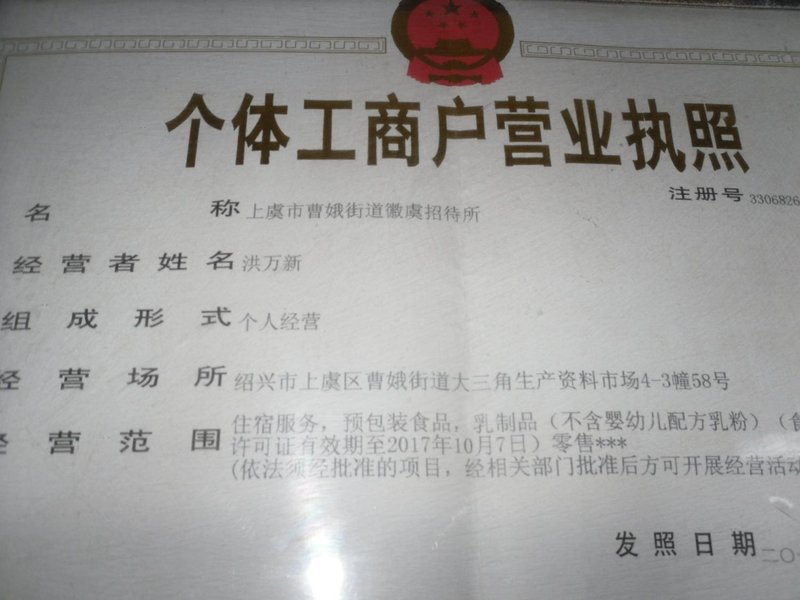 个体工商户营业执照
注册号 3306826
名称 上虞市曹娥街道徽虞招待所
经营者姓名 洪万新
组成形式 个人经营
经营场所 绍兴市上虞区曹娥街道大三角生产资料市场4-3幢58号
经营范围 住宿服务，预包装食品，乳制品（不含婴幼儿配方乳粉）（食
许可证有效期至2017年10月7日）零售***
(依法须经批准的项目，经相关部门批准后方可开展经营活动
发照日期 二〇